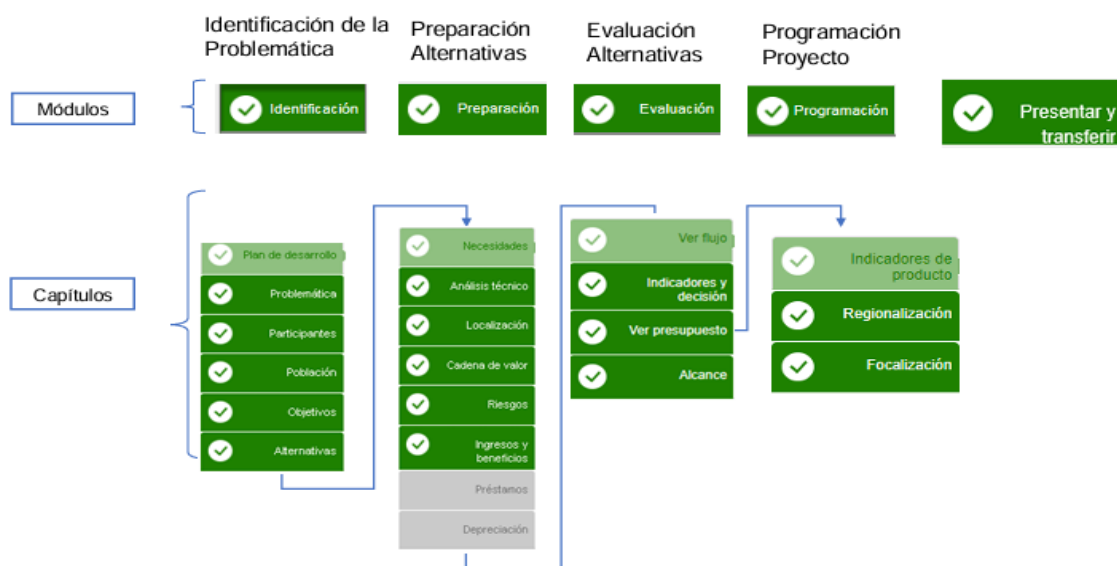 Identificación de la
Problemática
Preparación
Alternativas
Evaluación
Alternativas
Programación
Proyecto
Módulos
Identificación
Preparación
Evaluación
Programación
Presentar y
transferir
Capítulos
Plan de desarrollo
Problemática
Participantes
Población
Objetivos
Alternativas
Necesidades
Análisis técnico
Localización
Cadena de valor
Riesgos
Ingresos y
beneficios
Préstamos
Depreciación
Ver flujo
Indicadores y
decisión
Ver presupuesto
Alcance
Indicadores de
producto
Regionalización
Focalización